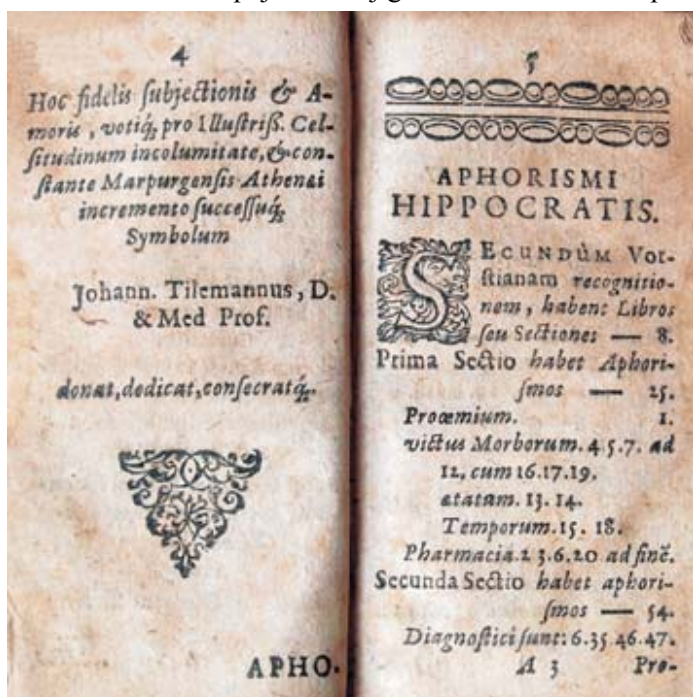 4
Hoc fidelis ſubjectionis & A-
moris, votiq́; pro Illuſtriſs. Cel-
ſitudinum incolumitate, & con-
ſtante Marpurgenſis Athenæi
incremento ſucceſſuq́;
Symbolum
Johann. Tilemannus, D.
& Med Prof.
donat, dedicat, conſecratq́;.
APHO-
5
APHORISMI
HIPPOCRATIS.
SECUNDÙM Vor-
ſtianam recognitio-
nem, habent Libros
ſeu Sectiones — 8.
Prima Sectio habet Aphori-
ſmos — 25.
Proœmium. 1.
victus Morborum. 4.5.7. ad
12, cum 16.17.19.
ætatum. 13. 14.
Temporum. 15. 18.
Pharmacia. 2 3.6.20 ad finē.
Secunda Sectio habet aphori-
ſmos — 54.
Diagnoſtici ſunt: 6.35 46.47.
A 3 Pro-